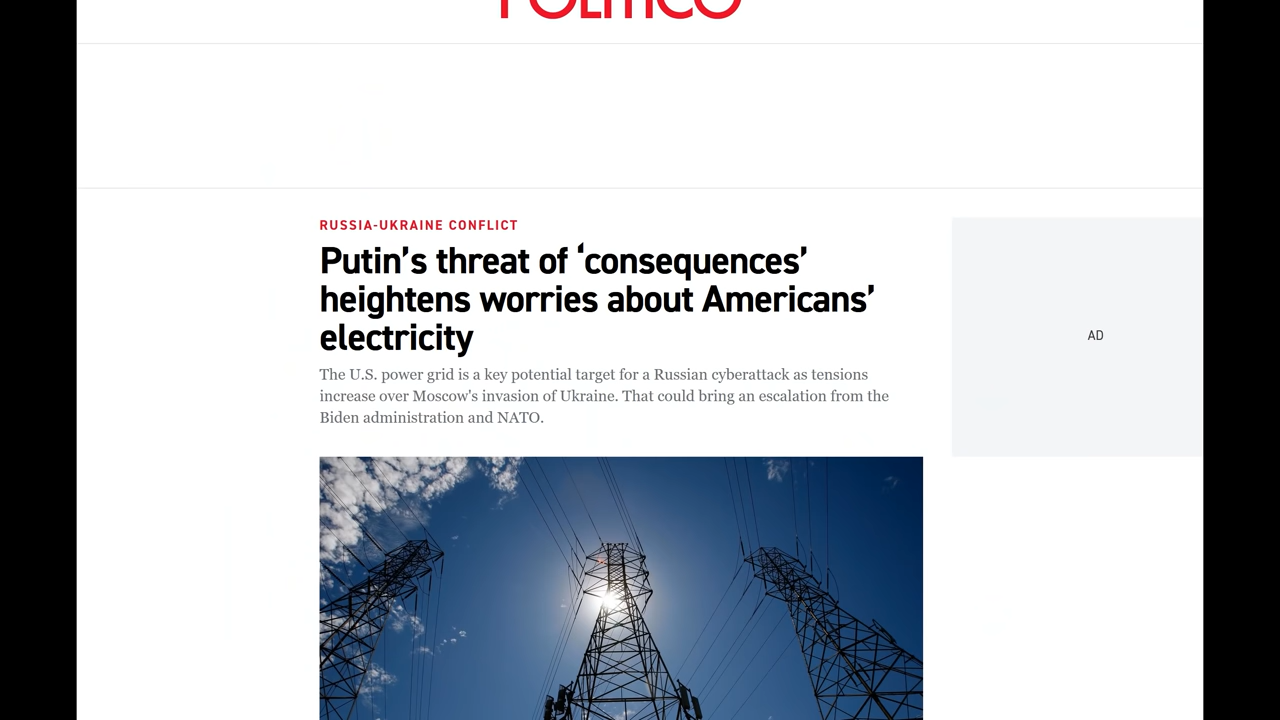 POLITICO
RUSSIA-UKRAINE CONFLICT
Putin’s threat of ‘consequences’
heightens worries about Americans’
electricity
The U.S. power grid is a key potential target for a Russian cyberattack as tensions
increase over Moscow's invasion of Ukraine. That could bring an escalation from the
Biden administration and NATO.
AD